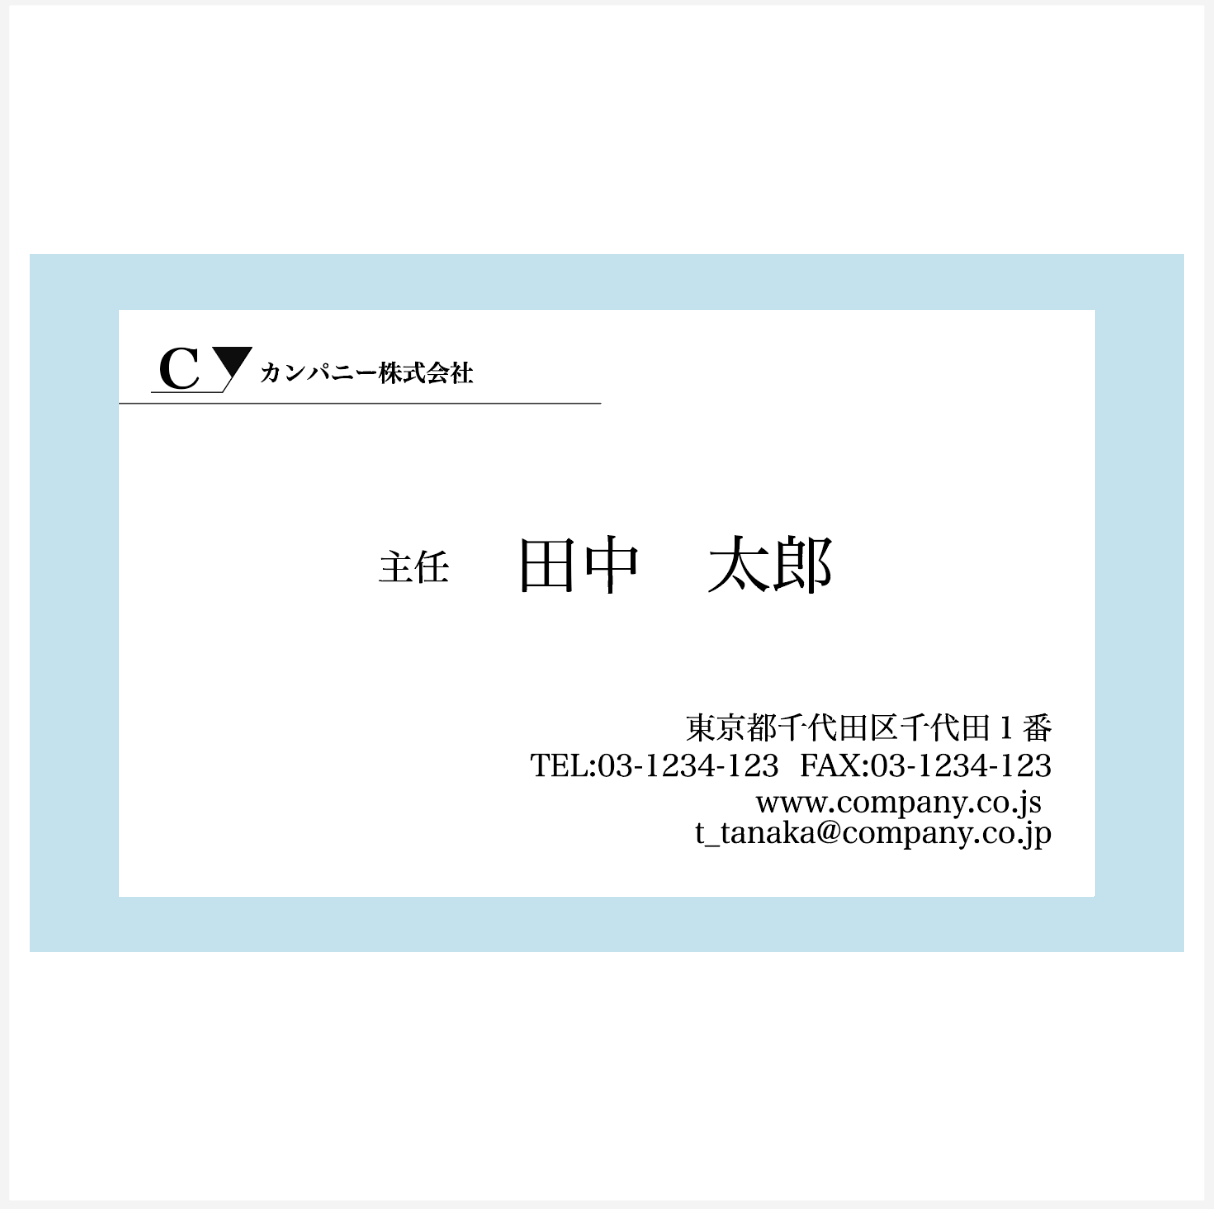 C
カンパニー株式会社
主任　田中　太郎
東京都千代田区千代田1番
TEL:03-1234-123 FAX:03-1234-123
www.company.co.js
t_tanaka@company.co.jp